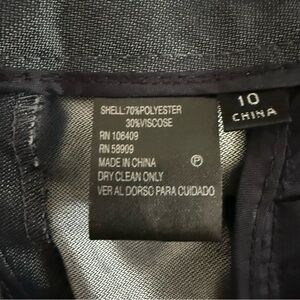 SHELL:70%POLYESTER
30%VISCOSE
RN 106409
RN 58909
MADE IN CHINA
DRY CLEAN ONLY
VER AL DORSO PARA CUIDADO
P
10
CHINA